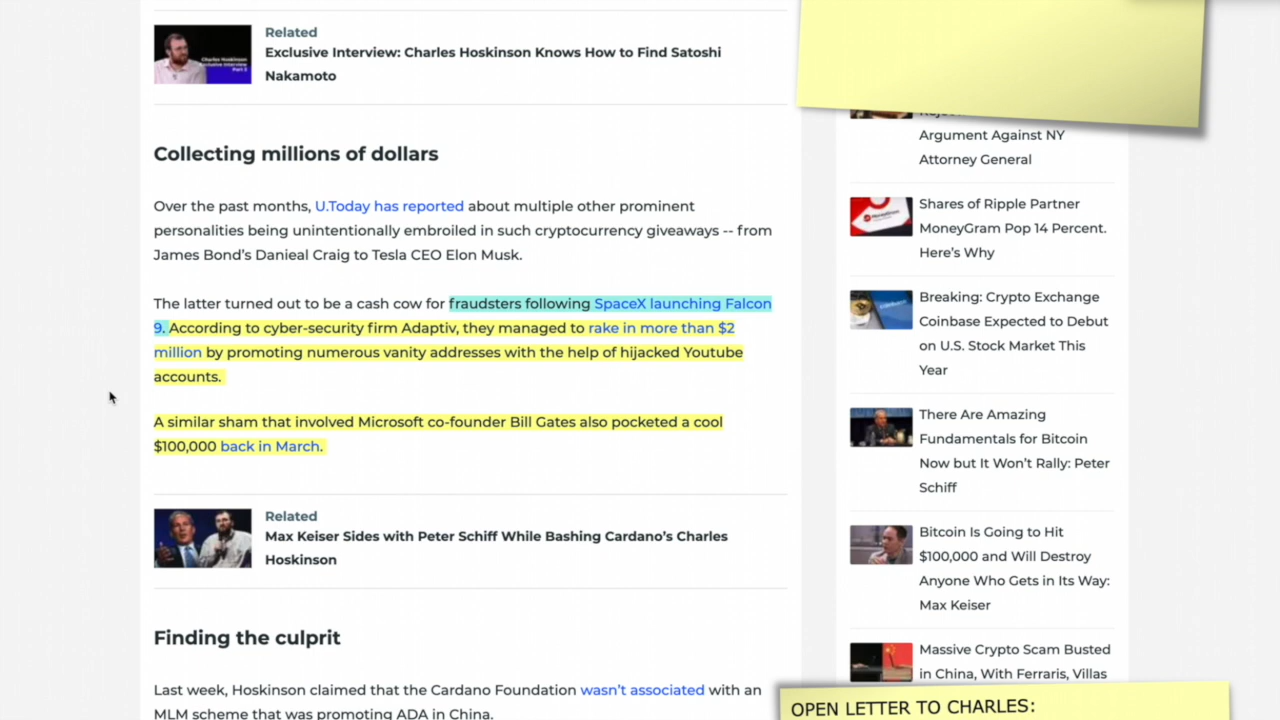 Related
Exclusive Interview: Charles Hoskinson Knows How to Find Satoshi
Nakamoto
Collecting millions of dollars
Over the past months, U.Today has reported about multiple other prominent
personalities being unintentionally embroiled in such cryptocurrency giveaways -- from
James Bond's Danieal Craig to Tesla CEO Elon Musk.
The latter turned out to be a cash cow for fraudsters following SpaceX launching Falcon
9. According to cyber-security firm Adaptiv, they managed to rake in more than $2
million by promoting numerous vanity addresses with the help of hijacked Youtube
accounts.
A similar sham that involved Microsoft co-founder Bill Gates also pocketed a cool
$100,000 back in March.
Related
Max Keiser Sides with Peter Schiff While Bashing Cardano's Charles
Hoskinson
Finding the culprit
Last week, Hoskinson claimed that the Cardano Foundation wasn't associated with an
MLM scheme that was promoting ADA in China.
Argument Against NY
Attorney General
Shares of Ripple Partner
MoneyGram Pop 14 Percent.
Here's Why
Breaking: Crypto Exchange
Coinbase Expected to Debut
on U.S. Stock Market This
Year
There Are Amazing
Fundamentals for Bitcoin
Now but It Won't Rally: Peter
Schiff
Bitcoin Is Going to Hit
$100,000 and Will Destroy
Anyone Who Gets in Its Way:
Max Keiser
Massive Crypto Scam Busted
in China, With Ferraris, Villas
OPEN LETTER TO CHARLES: